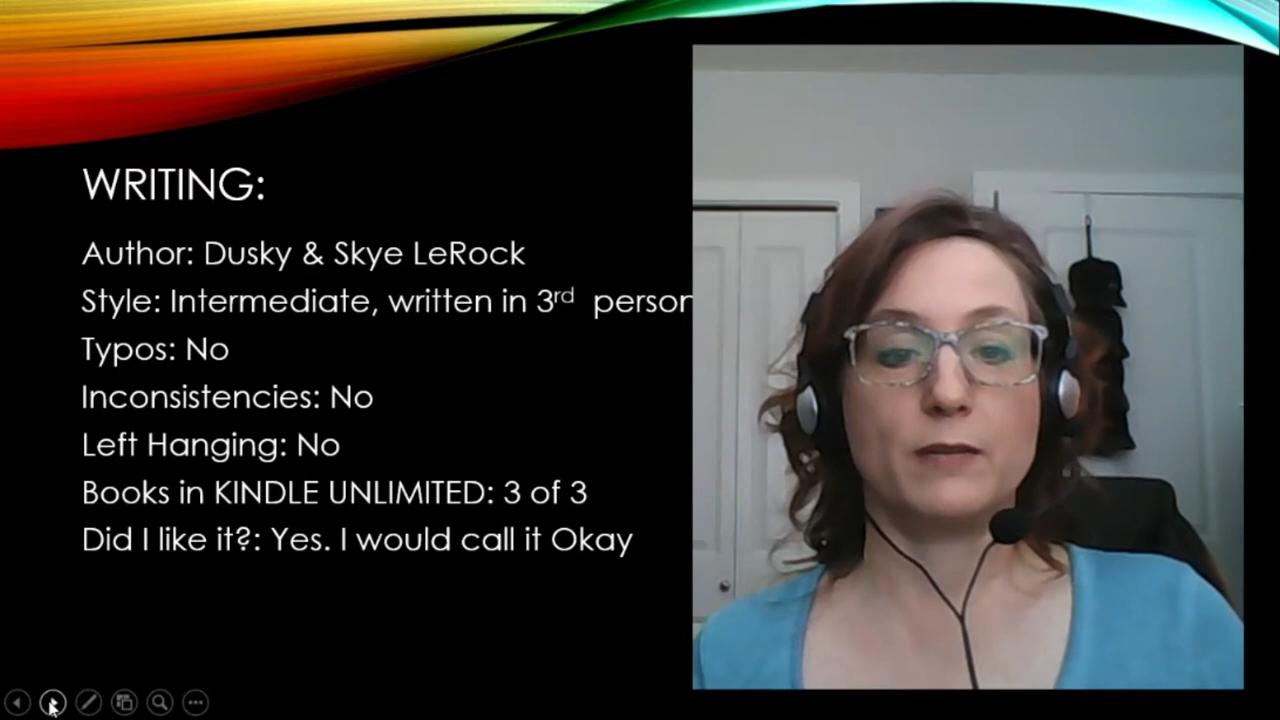 WRITING:
Author: Dusky & Skye LeRock
Style: Intermediate, written in 3rd person
Typos: No
Inconsistencies: No
Left Hanging: No
Books in KINDLE UNLIMITED: 3 of 3
Did I like it?: Yes. I would call it Okay